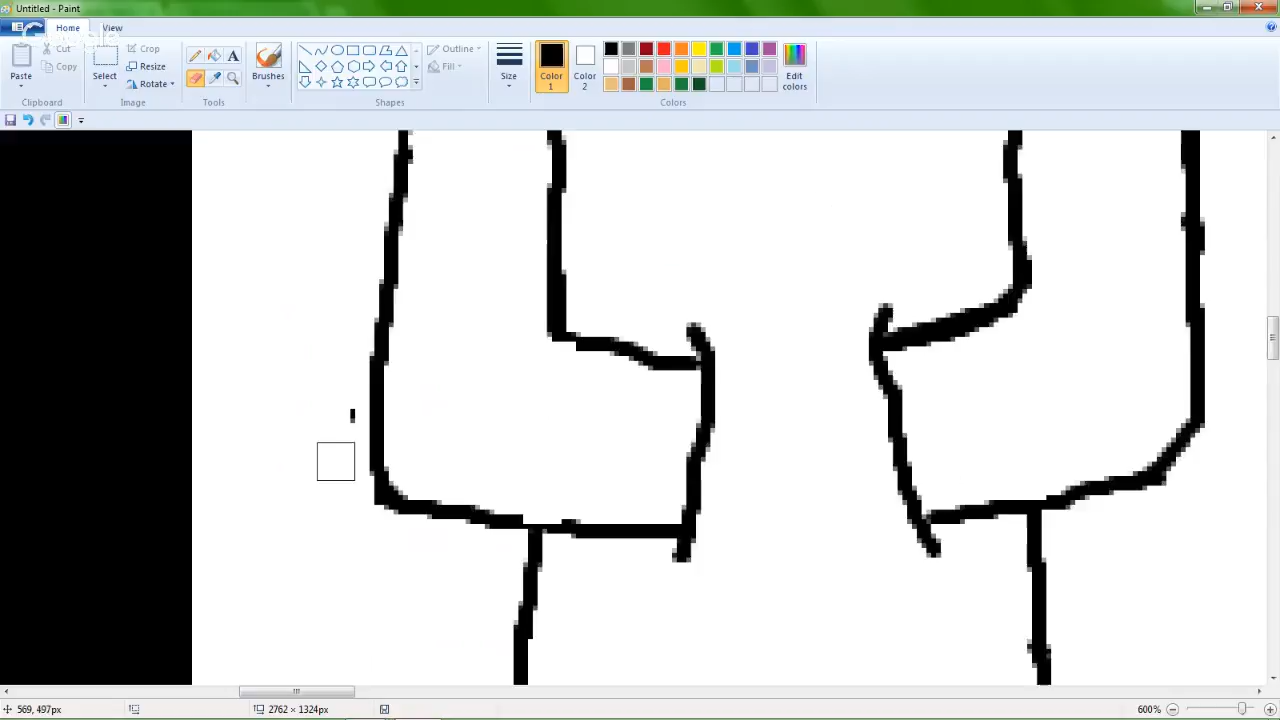 Untitled - Paint
Home
View
Paste
Cut
Copy
Clipboard
Select
Crop
Resize
Rotate
Image
A
Tools
Brushes
Shapes
Outline
Fill
Size
Color 1
Color 2
Edit colors
Colors
569, 497px
2762 × 1324px
600%